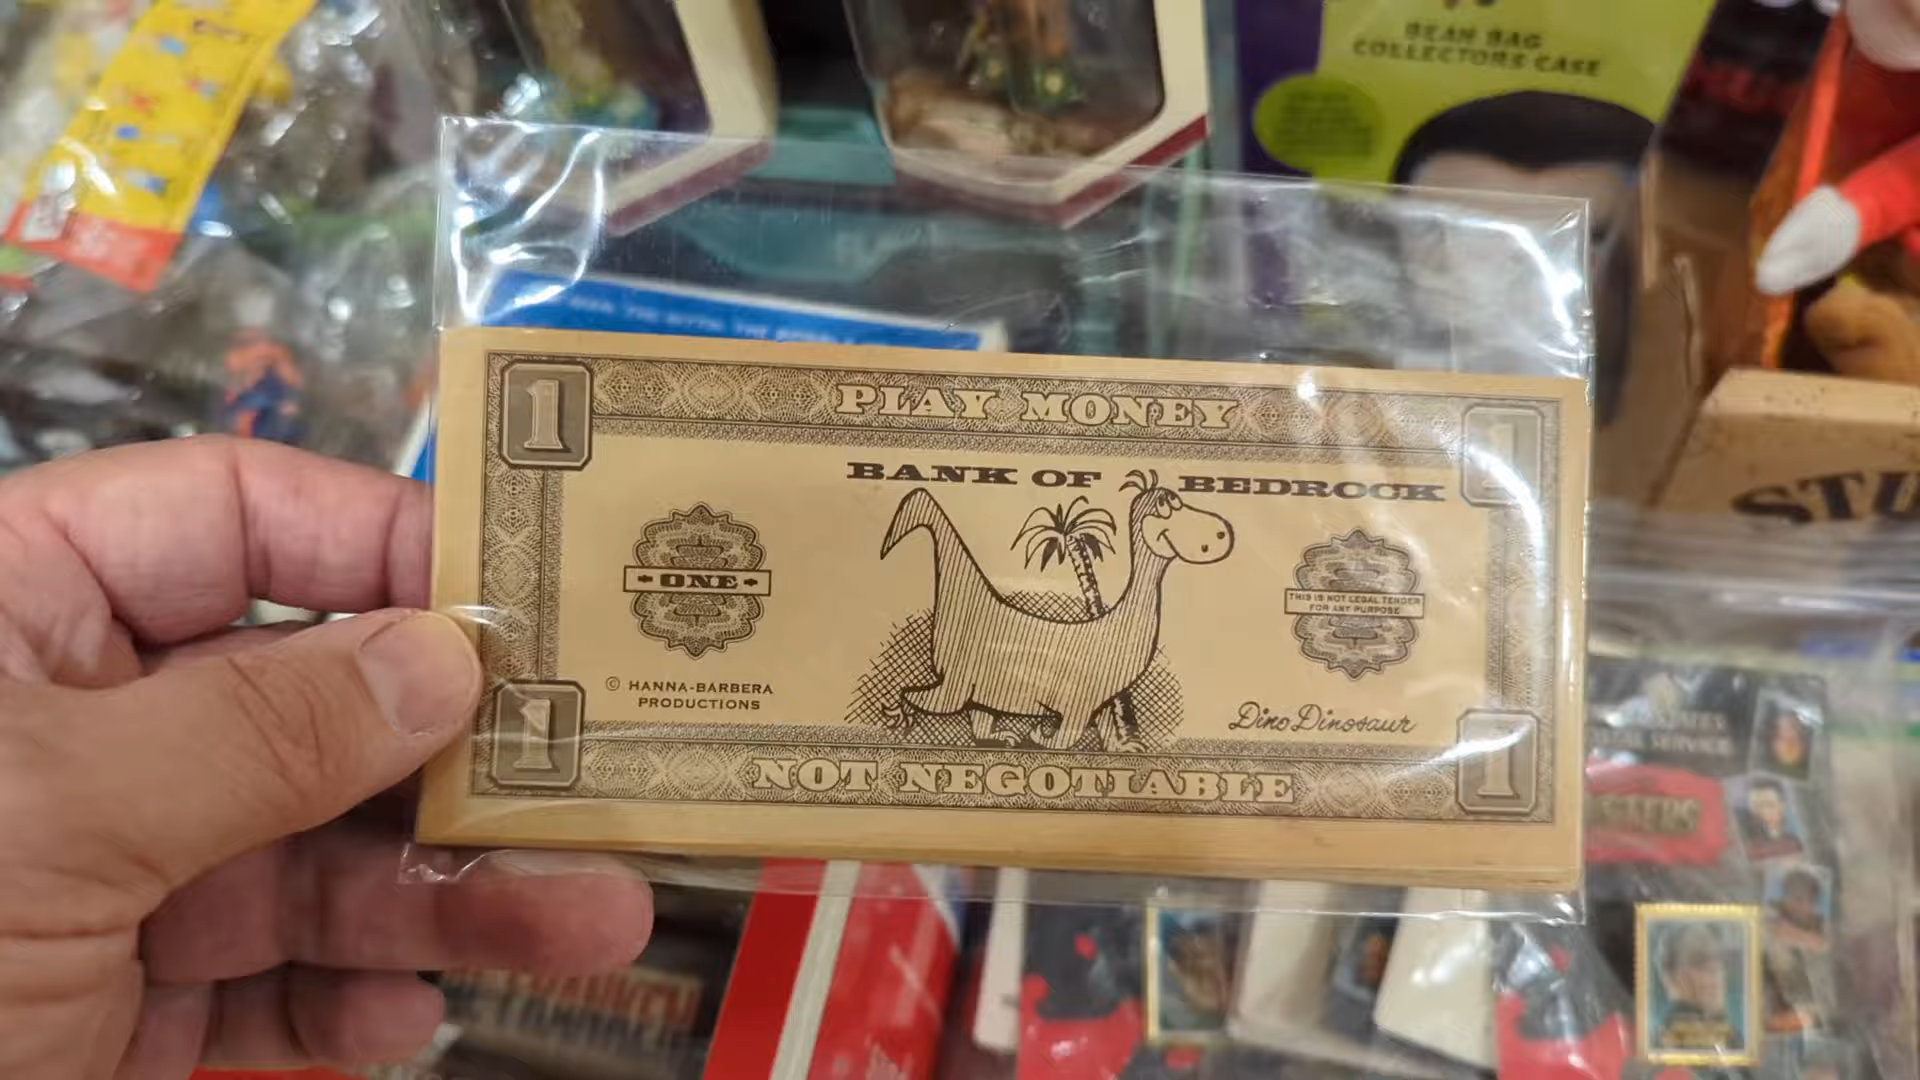 BEAN BAG
COLLECTORS CASE
1
PLAY MONEY
1
BANK OF BEDROCK
ONE
THIS IS NOT LEGAL TENDER
FOR ANY PURPOSE
© HANNA-BARBERA
PRODUCTIONS
Dino Dinosaur
1
NOT NEGOTIABLE
1
STU